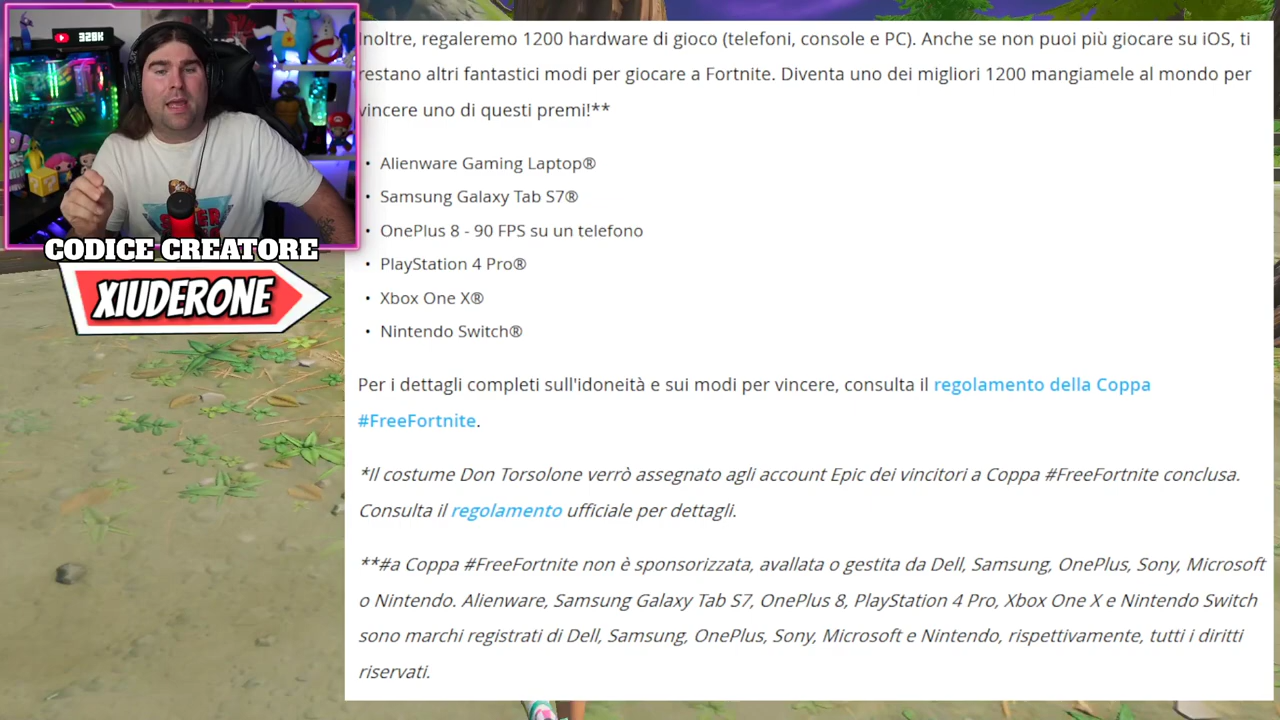 320K
CODICE CREATORE
XIUDERONE
Inoltre, regaleremo 1200 hardware di gioco (telefoni, console e PC). Anche se non puoi più giocare su iOS, ti
restano altri fantastici modi per giocare a Fortnite. Diventa uno dei migliori 1200 mangiamele al mondo per
vincere uno di questi premi!**
• Alienware Gaming Laptop®
• Samsung Galaxy Tab S7®
• OnePlus 8 - 90 FPS su un telefono
• PlayStation 4 Pro®
• Xbox One X®
• Nintendo Switch®
Per i dettagli completi sull'idoneità e sui modi per vincere, consulta il regolamento della Coppa
#FreeFortnite.
*Il costume Don Torsolone verrò assegnato agli account Epic dei vincitori a Coppa #FreeFortnite conclusa.
Consulta il regolamento ufficiale per dettagli.
**#a Coppa #FreeFortnite non è sponsorizzata, avallata o gestita da Dell, Samsung, OnePlus, Sony, Microsoft
o Nintendo. Alienware, Samsung Galaxy Tab S7, OnePlus 8, PlayStation 4 Pro, Xbox One X e Nintendo Switch
sono marchi registrati di Dell, Samsung, OnePlus, Sony, Microsoft e Nintendo, rispettivamente, tutti i diritti
riservati.